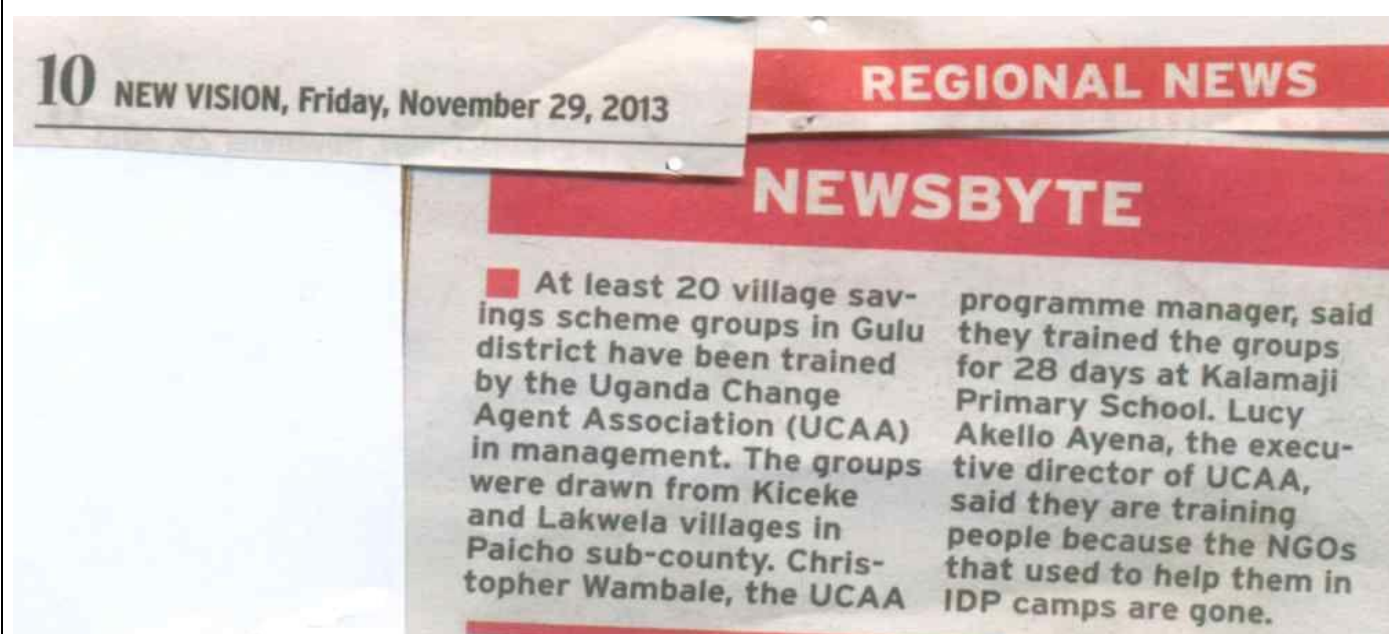 10 NEW VISION, Friday, November 29, 2013
REGIONAL NEWS
NEWSBYTE
At least 20 village sav-
ings scheme groups in Gulu
district have been trained
by the Uganda Change
Agent Association (UCAA)
in management. The groups
were drawn from Kiceke
and Lakwela villages in
Paicho sub-county. Chris-
topher Wambale, the UCAA
programme manager, said
they trained the groups
for 28 days at Kalamaji
Primary School. Lucy
Akello Ayena, the execu-
tive director of UCAA,
said they are training
people because the NGOs
that used to help them in
IDP camps are gone.